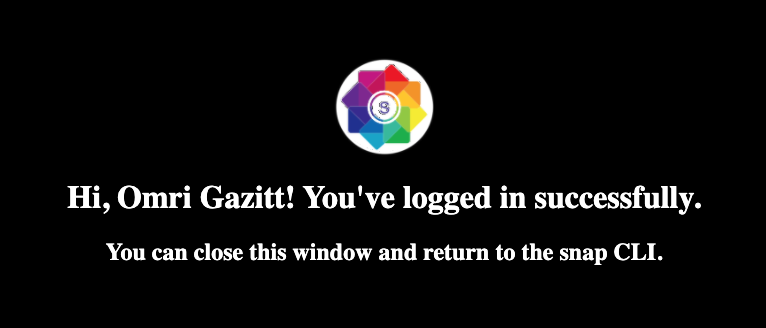 S
Hi, Omri Gazitt! You've logged in successfully.
You can close this window and return to the snap CLI.